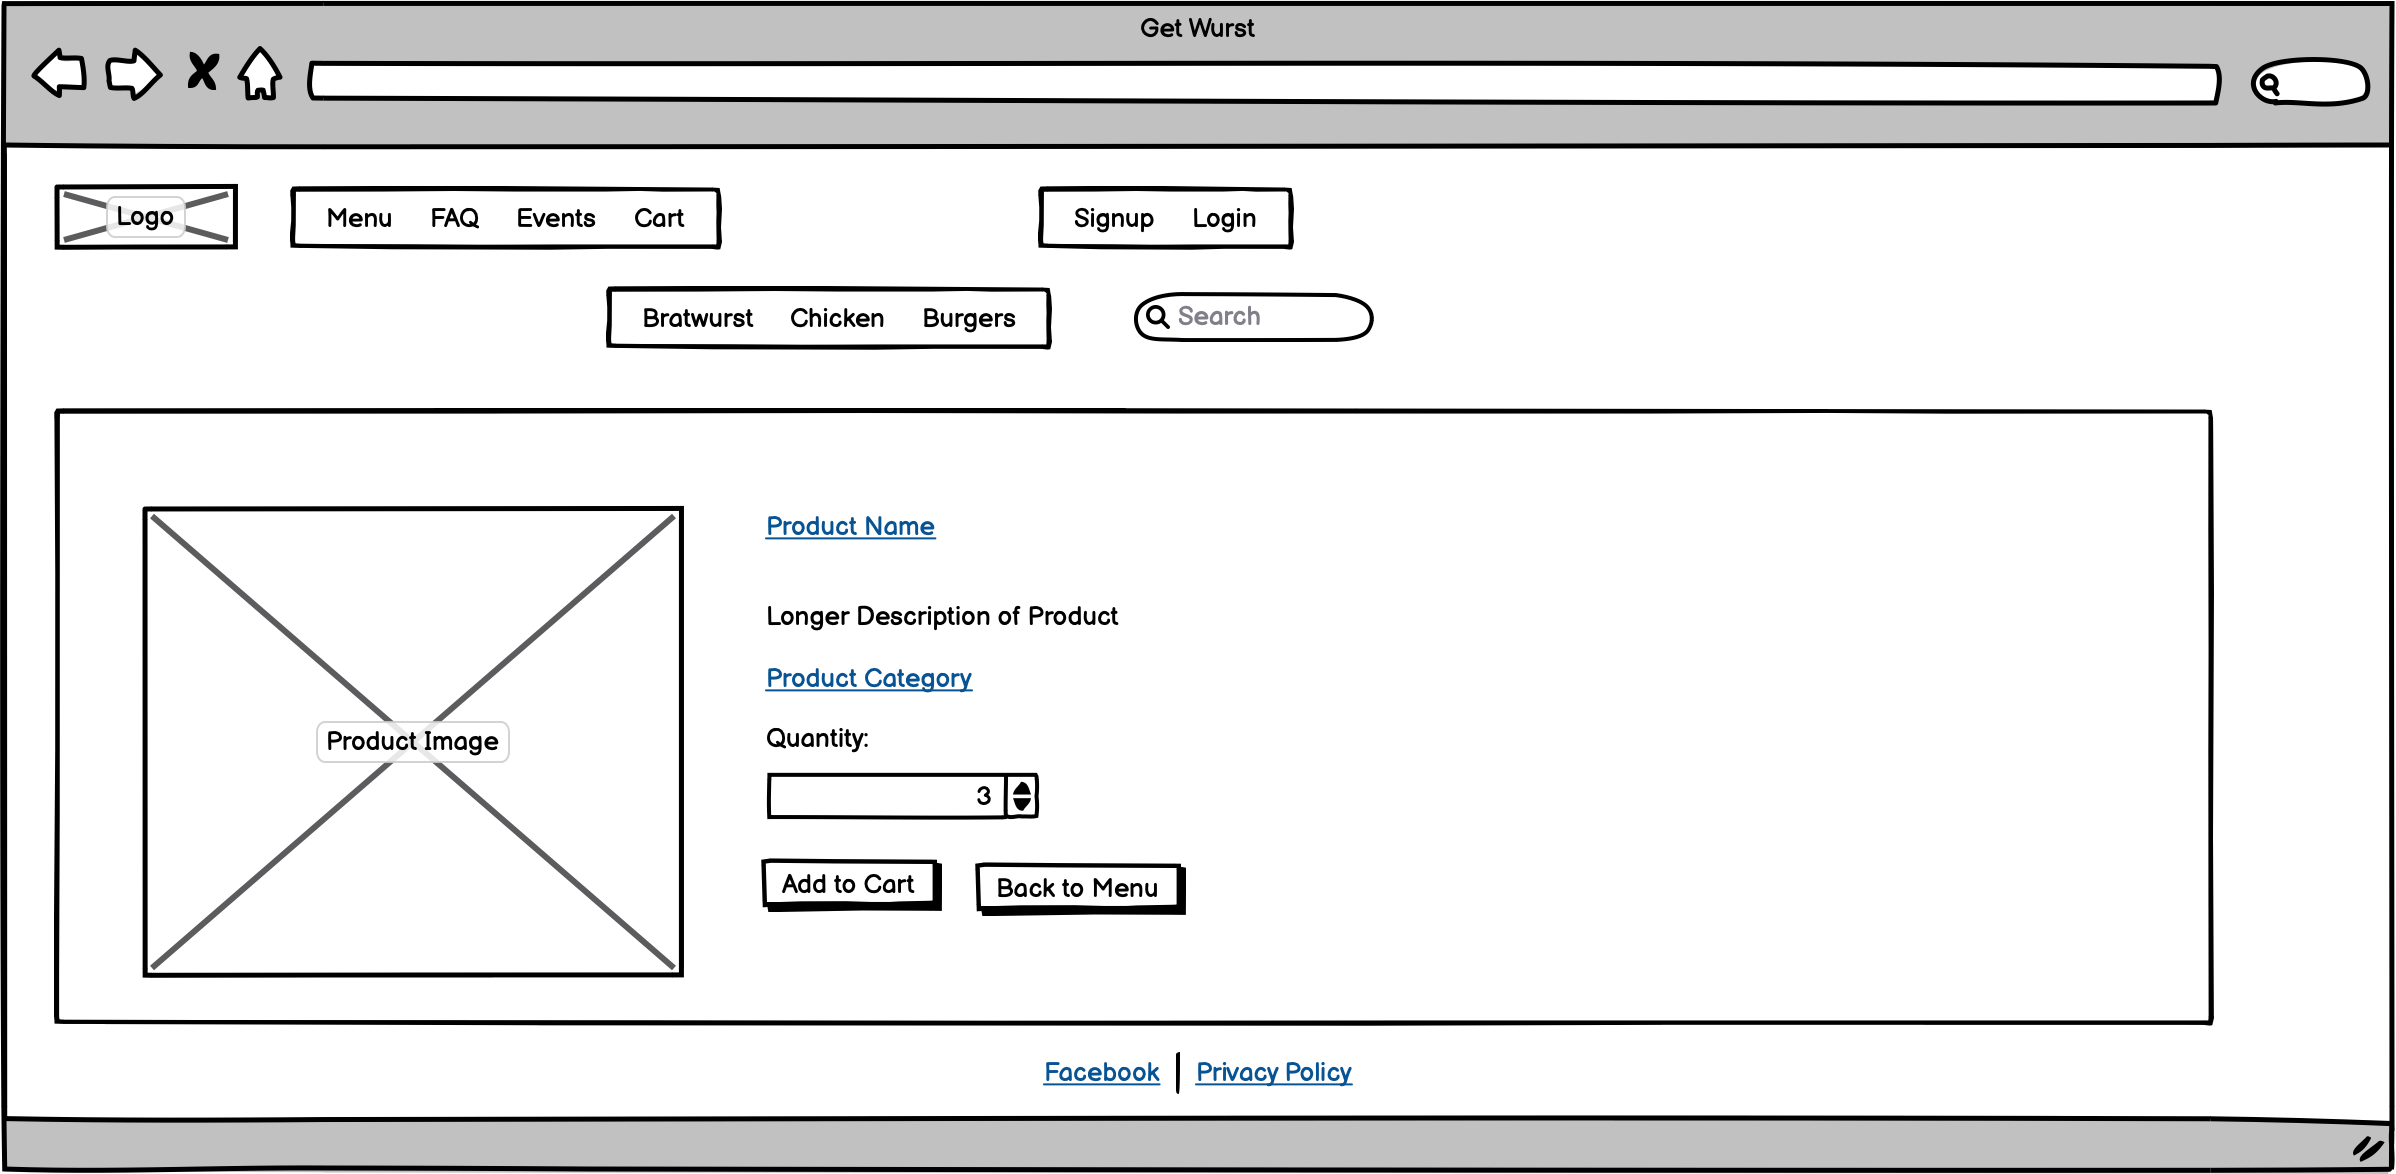 Get Wurst
Logo
Menu FAQ Events Cart
Signup Login
Bratwurst Chicken Burgers
Search
Product Name
Longer Description of Product
Product Category
Product Image
Quantity:
3
Add to Cart
Back to Menu
Facebook
Privacy Policy